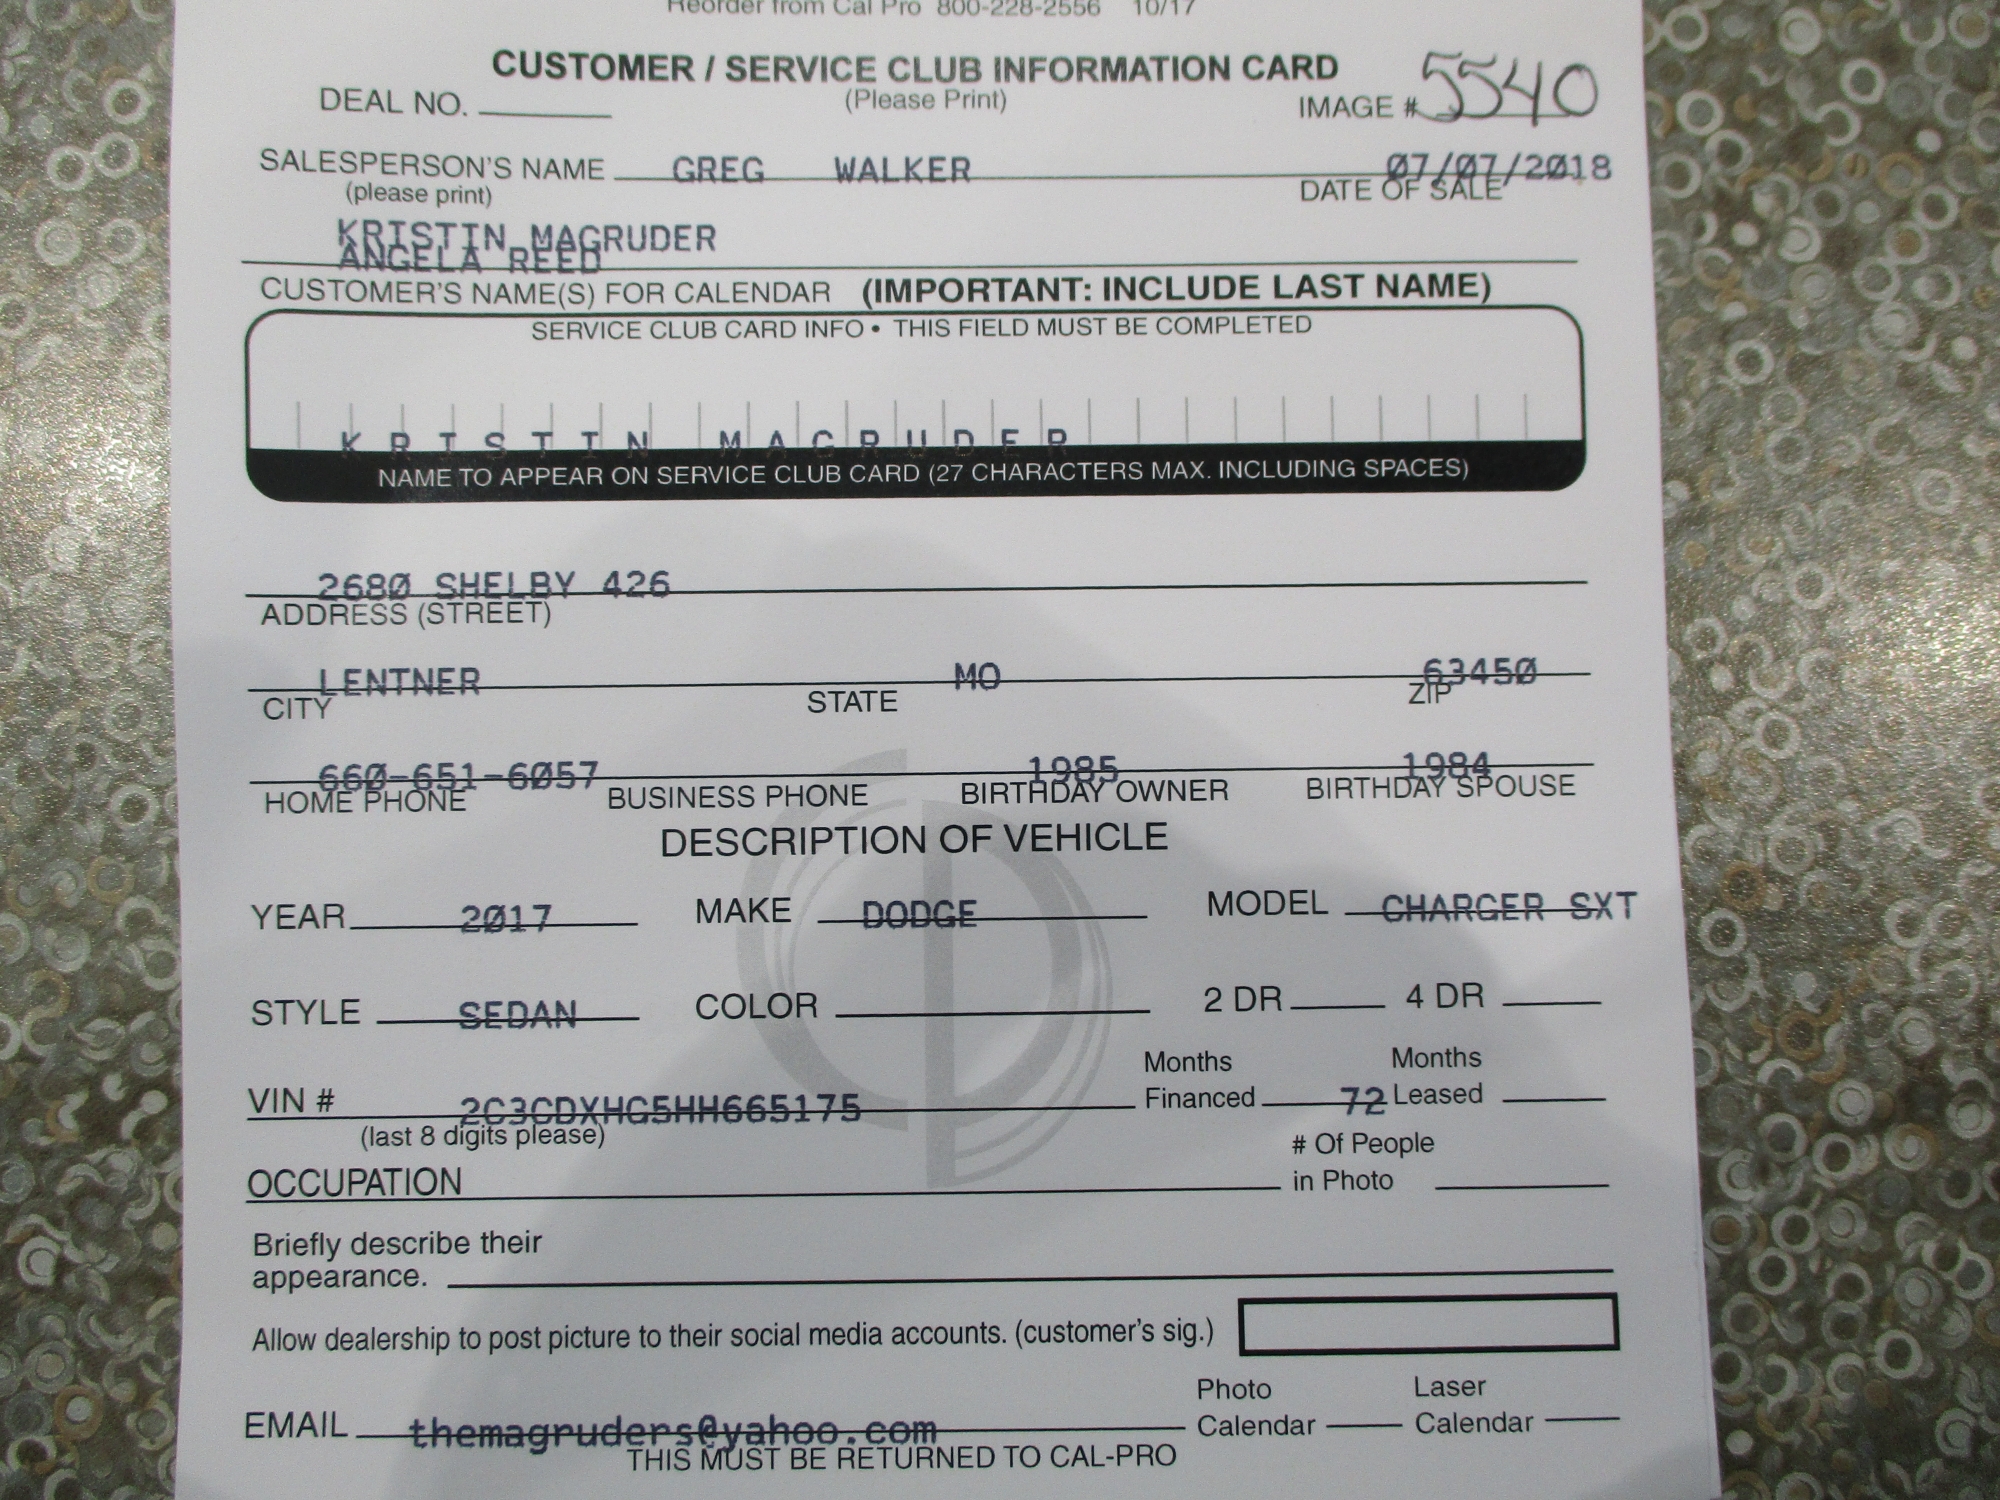 Reorder from Cal Pro 800-228-2556 10/17
CUSTOMER / SERVICE CLUB INFORMATION CARD
DEAL NO. (Please Print) IMAGE # 5540
SALESPERSON'S NAME GREG WALKER 07/07/2018
(please print) DATE OF SALE
KRISTIN MAGRUDER
ANGELA REED
CUSTOMER'S NAME(S) FOR CALENDAR (IMPORTANT: INCLUDE LAST NAME)
SERVICE CLUB CARD INFO • THIS FIELD MUST BE COMPLETED
KRISTIN MAGRUDER
NAME TO APPEAR ON SERVICE CLUB CARD (27 CHARACTERS MAX. INCLUDING SPACES)
2680 SHELBY 426
ADDRESS (STREET)
LENTNER MO 63450
CITY STATE ZIP
660-651-6057 1985 1984
HOME PHONE BUSINESS PHONE BIRTHDAY OWNER BIRTHDAY SPOUSE
DESCRIPTION OF VEHICLE
YEAR 2017 MAKE DODGE MODEL CHARGER SXT
STYLE SEDAN COLOR 2 DR 4 DR
Months Months
VIN # 2C3CDXHG5HH665175 Financed 72 Leased
(last 8 digits please) # Of People
OCCUPATION in Photo
Briefly describe their
appearance.
Allow dealership to post picture to their social media accounts. (customer's sig.)
Photo Laser
EMAIL themagruders@yahoo.com Calendar Calendar
THIS MUST BE RETURNED TO CAL-PRO